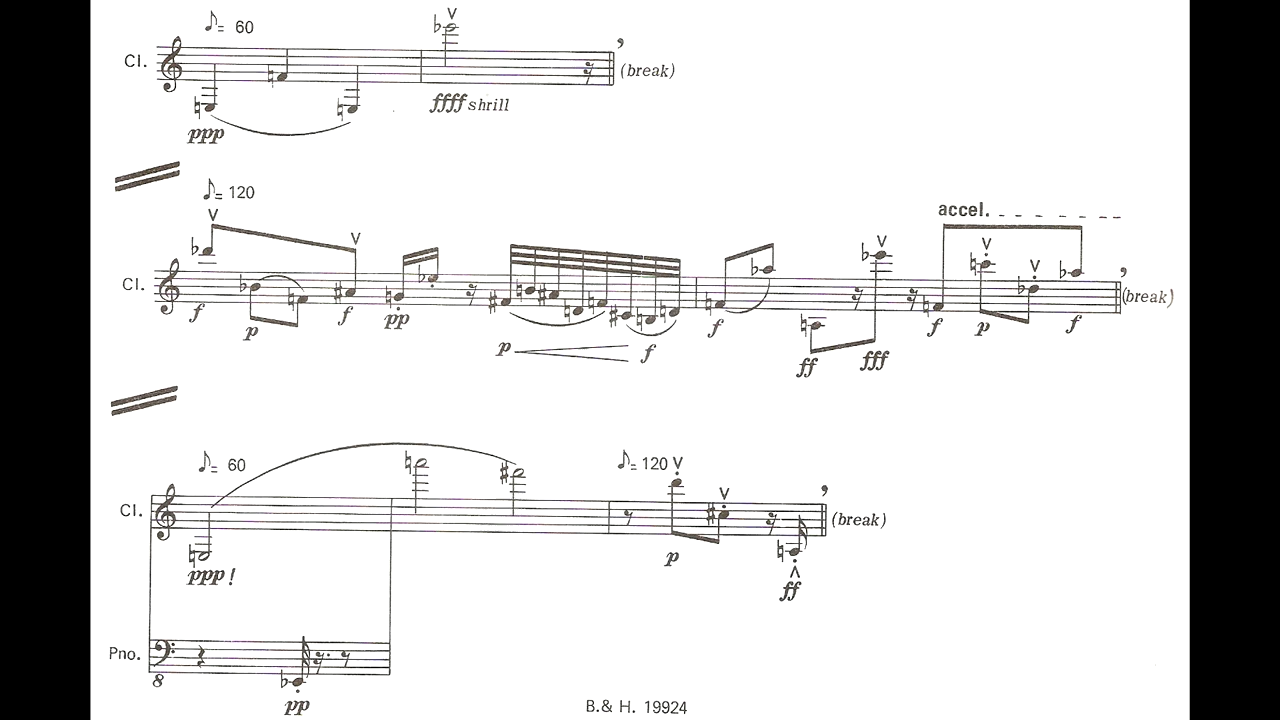 ♪= 60
Cl.
(break)
ppp
ffff shrill
♪= 120
accel.
Cl.
(break)
f p f pp p f f ff fff f p f
♪= 60 ♪= 120
Cl.
(break)
ppp! p ff
Pno.
8
pp
B.& H. 19924